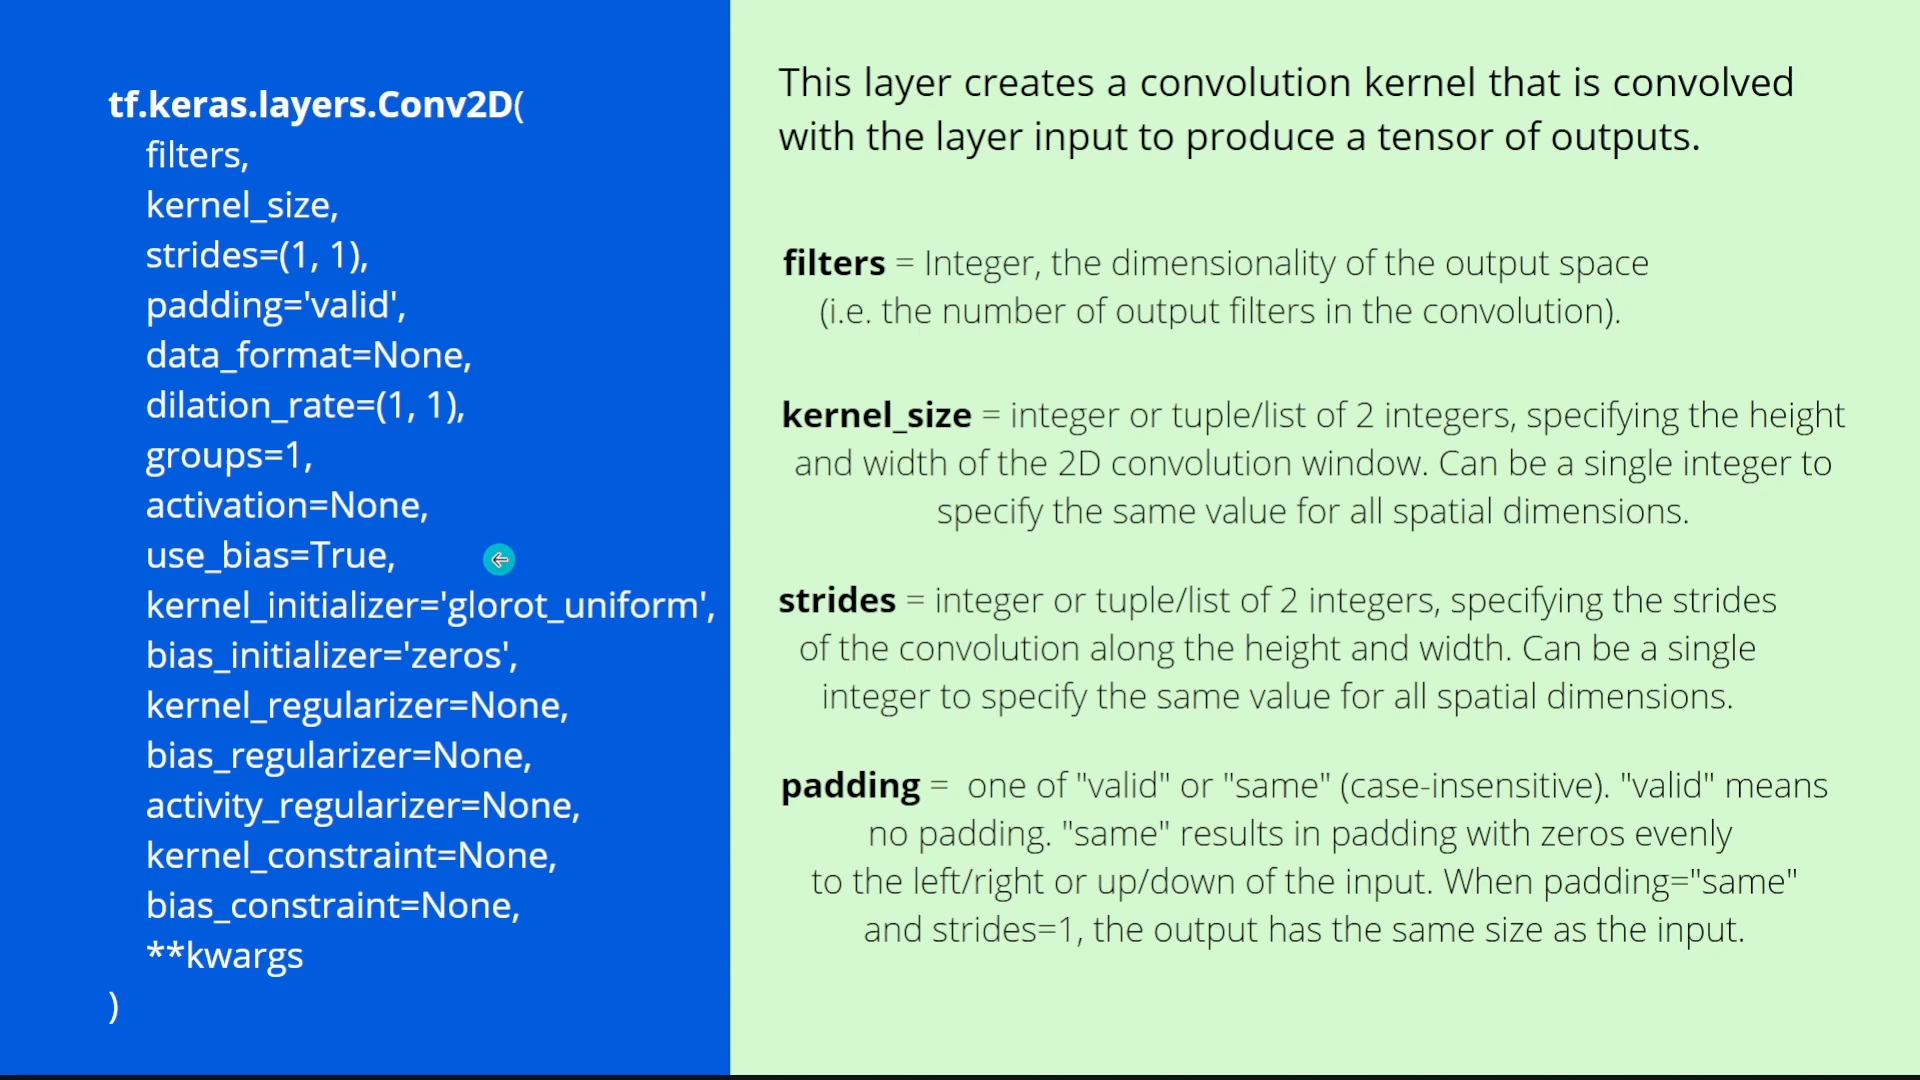 tf.keras.layers.Conv2D(
filters,
kernel_size,
strides=(1, 1),
padding='valid',
data_format=None,
dilation_rate=(1, 1),
groups=1,
activation=None,
use_bias=True,
kernel_initializer='glorot_uniform',
bias_initializer='zeros',
kernel_regularizer=None,
bias_regularizer=None,
activity_regularizer=None,
kernel_constraint=None,
bias_constraint=None,
**kwargs
)
This layer creates a convolution kernel that is convolved
with the layer input to produce a tensor of outputs.
filters = Integer, the dimensionality of the output space
(i.e. the number of output filters in the convolution).
kernel_size = integer or tuple/list of 2 integers, specifying the height
and width of the 2D convolution window. Can be a single integer to
specify the same value for all spatial dimensions.
strides = integer or tuple/list of 2 integers, specifying the strides
of the convolution along the height and width. Can be a single
integer to specify the same value for all spatial dimensions.
padding = one of "valid" or "same" (case-insensitive). "valid" means
no padding. "same" results in padding with zeros evenly
to the left/right or up/down of the input. When padding="same"
and strides=1, the output has the same size as the input.